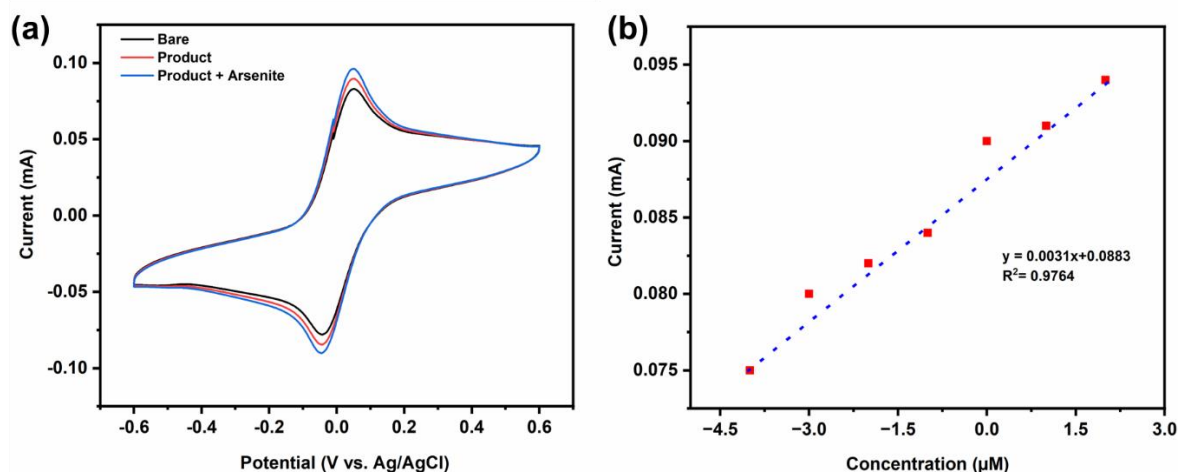 (a)
Bare
Product
Product + Arsenite
Current (mA)
0.10
0.05
0.00
-0.05
-0.10
-0.6 -0.4 -0.2 0.0 0.2 0.4 0.6
Potential (V vs. Ag/AgCl)
(b)
Current (mA)
0.095
0.090
0.085
0.080
0.075
y = 0.0031x+0.0883
R²= 0.9764
−4.5 −3.0 −1.5 0.0 1.5 3.0
Concentration (µM)